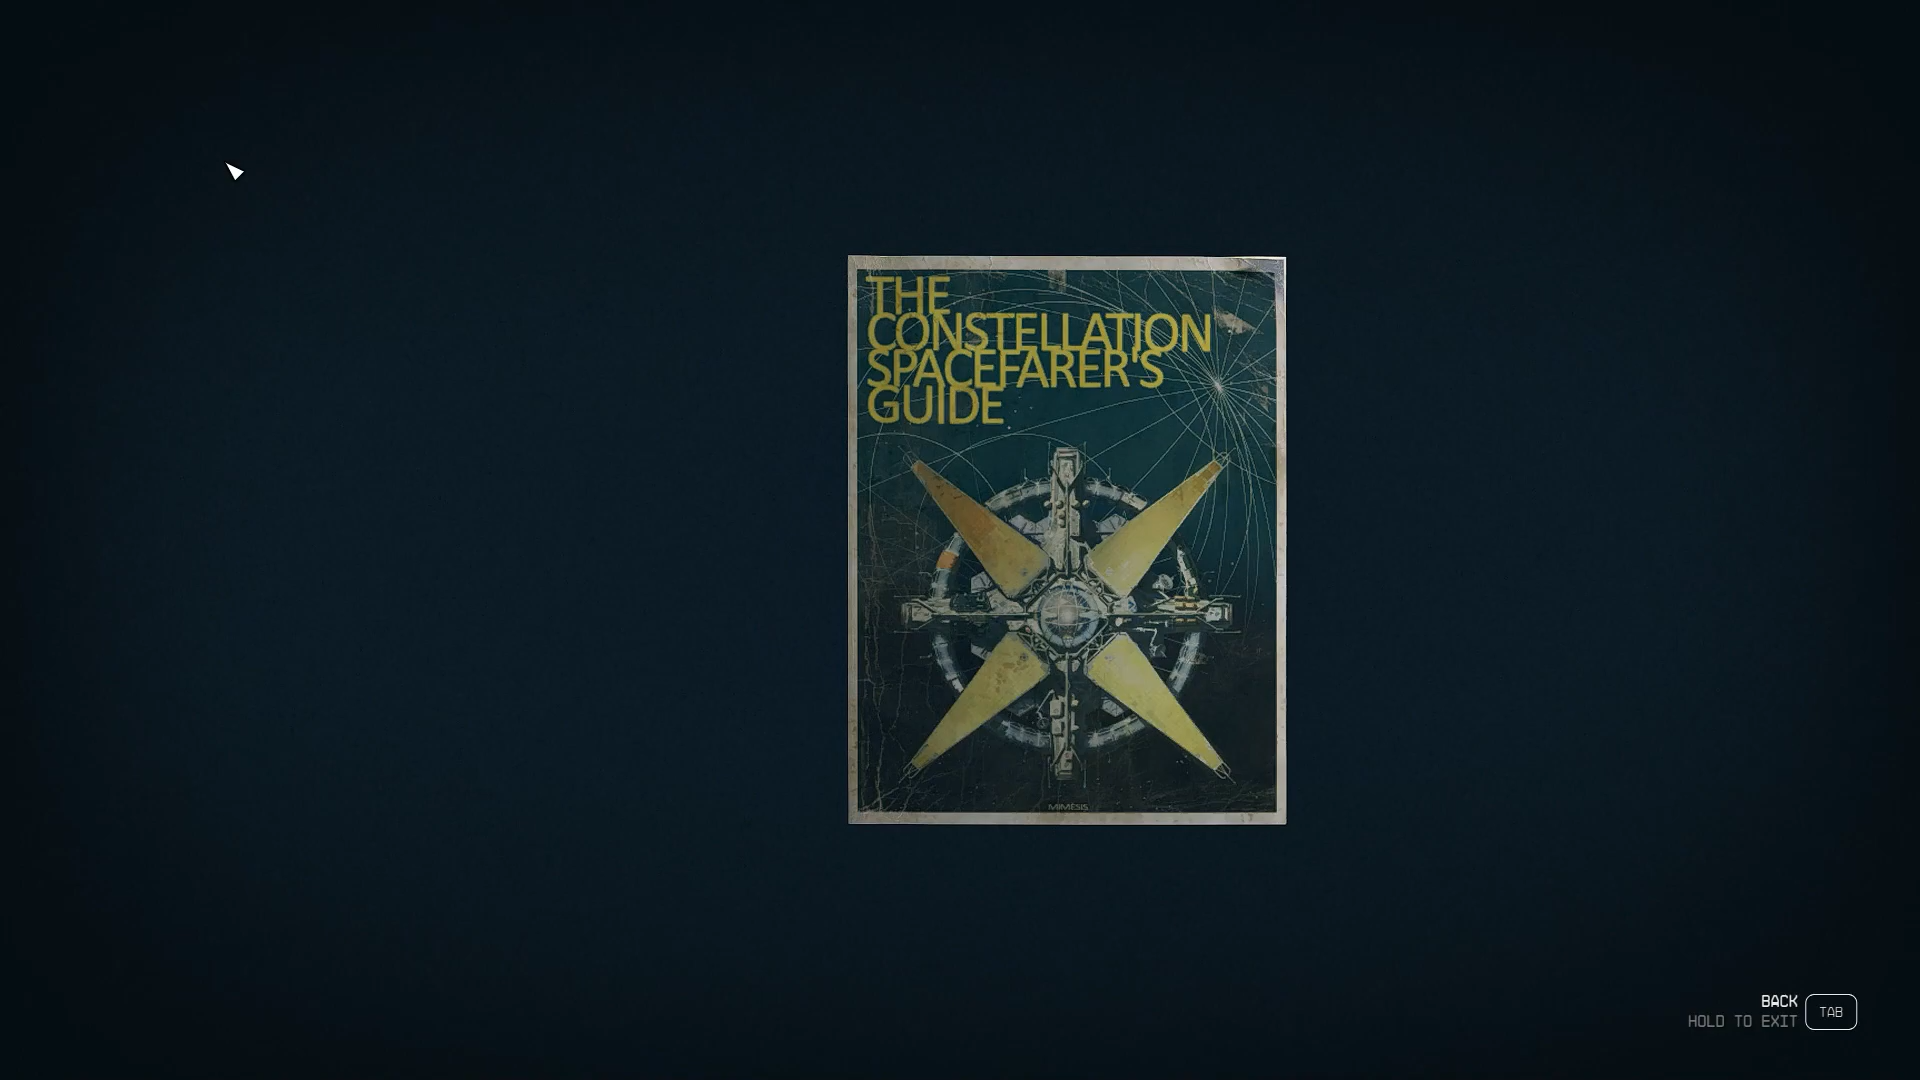 THE
CONSTELLATION
SPACEFARER'S
GUIDE
MIMESIS
BACK
HOLD TO EXIT
TAB